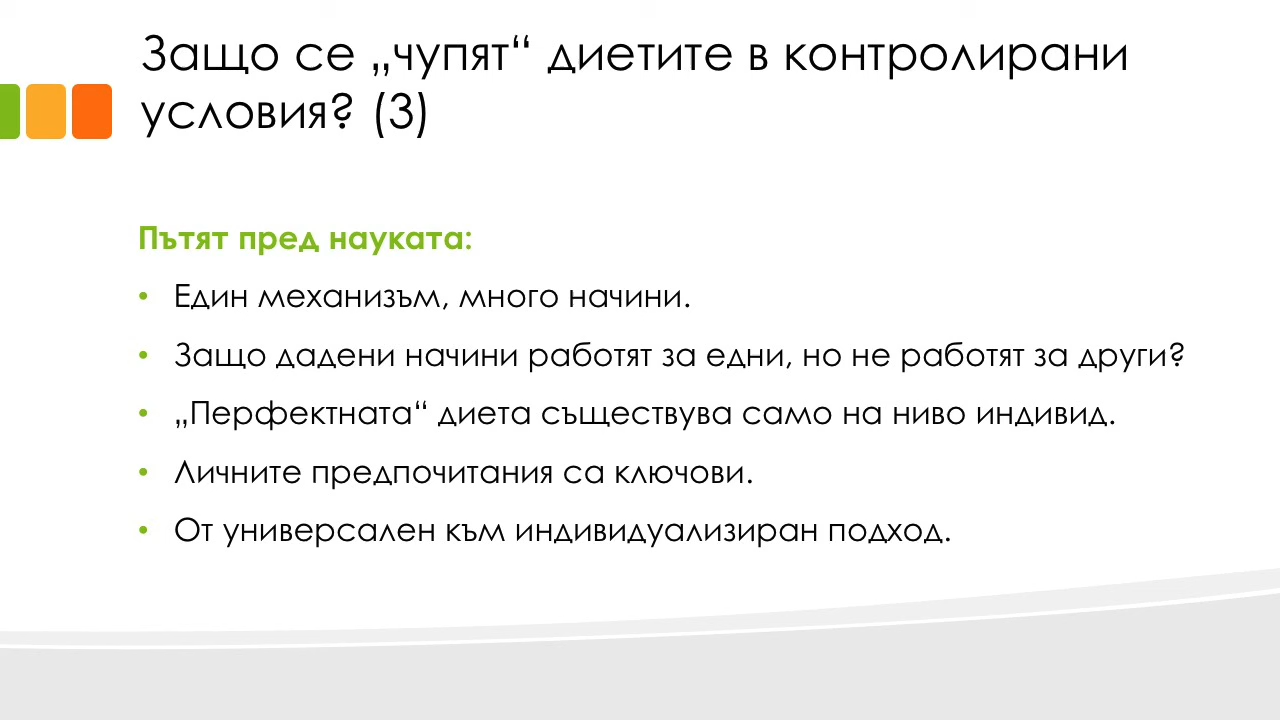 Защо се „чупят“ диетите в контролирани
условия? (3)
Пътят пред науката:
• Един механизъм, много начини.
• Защо дадени начини работят за едни, но не работят за други?
• „Перфектната“ диета съществува само на ниво индивид.
• Личните предпочитания са ключови.
• От универсален към индивидуализиран подход.